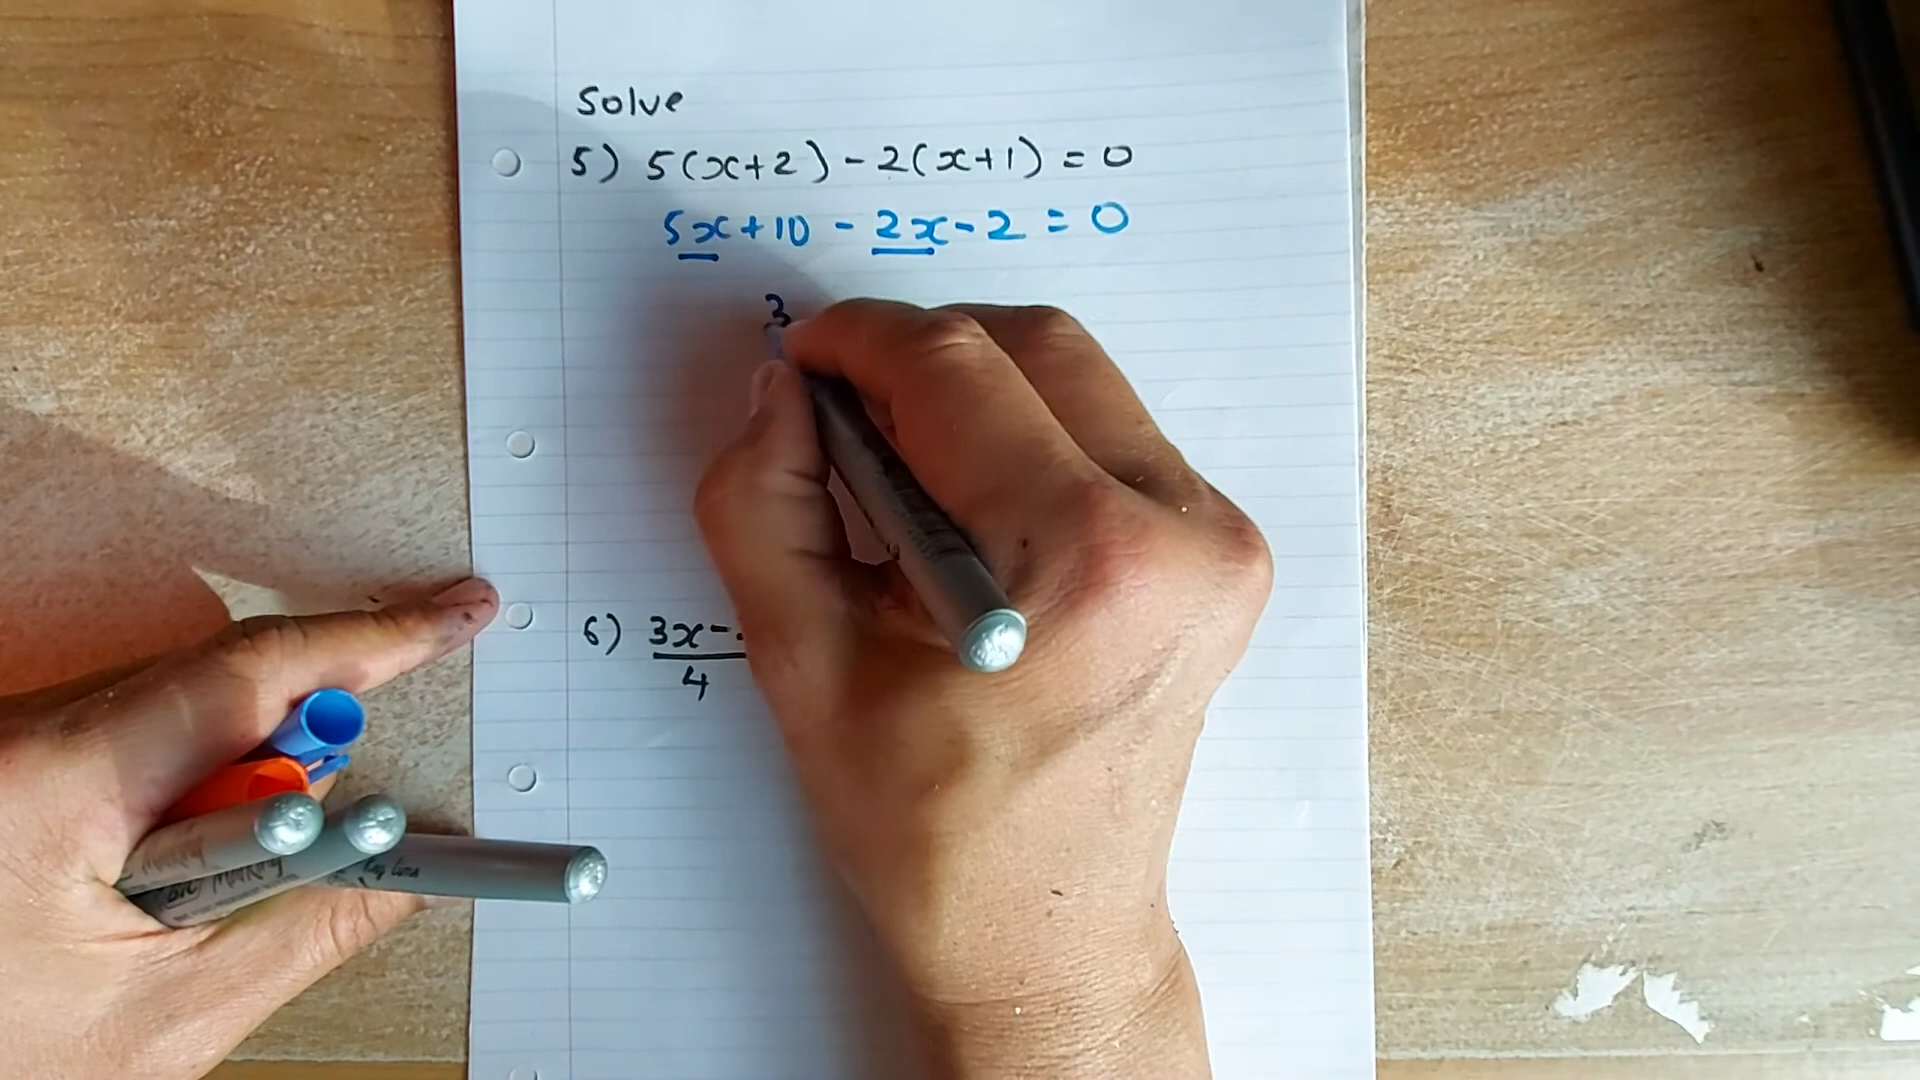 Solve
5) 5(x+2) - 2(x+1) = 0
5x + 10 - 2x - 2 = 0
3
6) 3x -
4